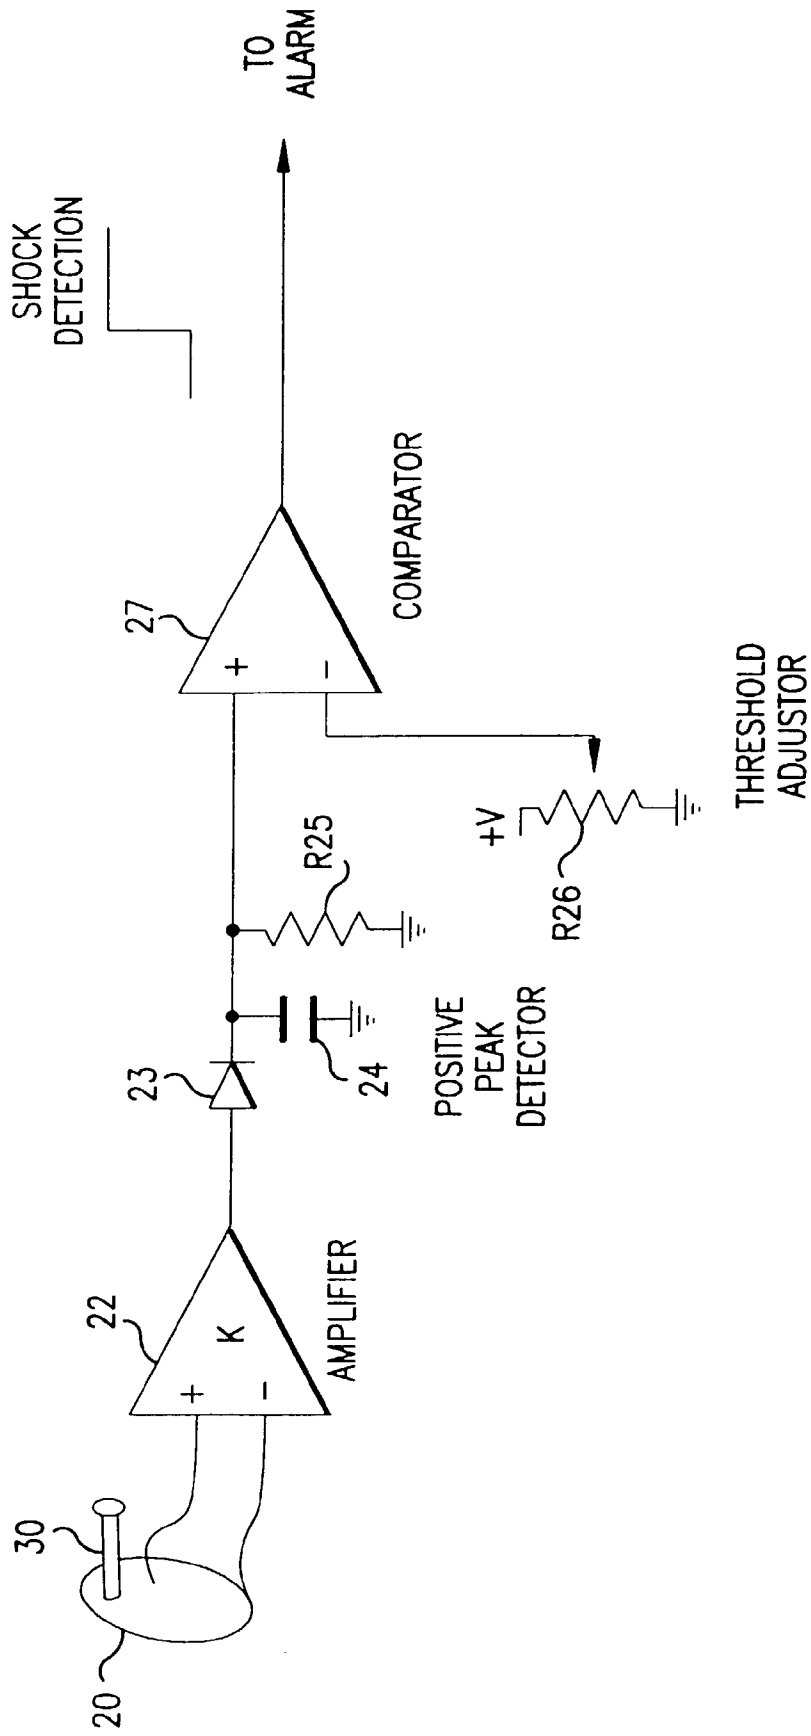 20
30
22
+
−
K
AMPLIFIER
23
24
POSITIVE
PEAK
DETECTOR
R25
+V
R26
THRESHOLD
ADJUSTOR
27
+
−
COMPARATOR
SHOCK
DETECTION
TO
ALARM